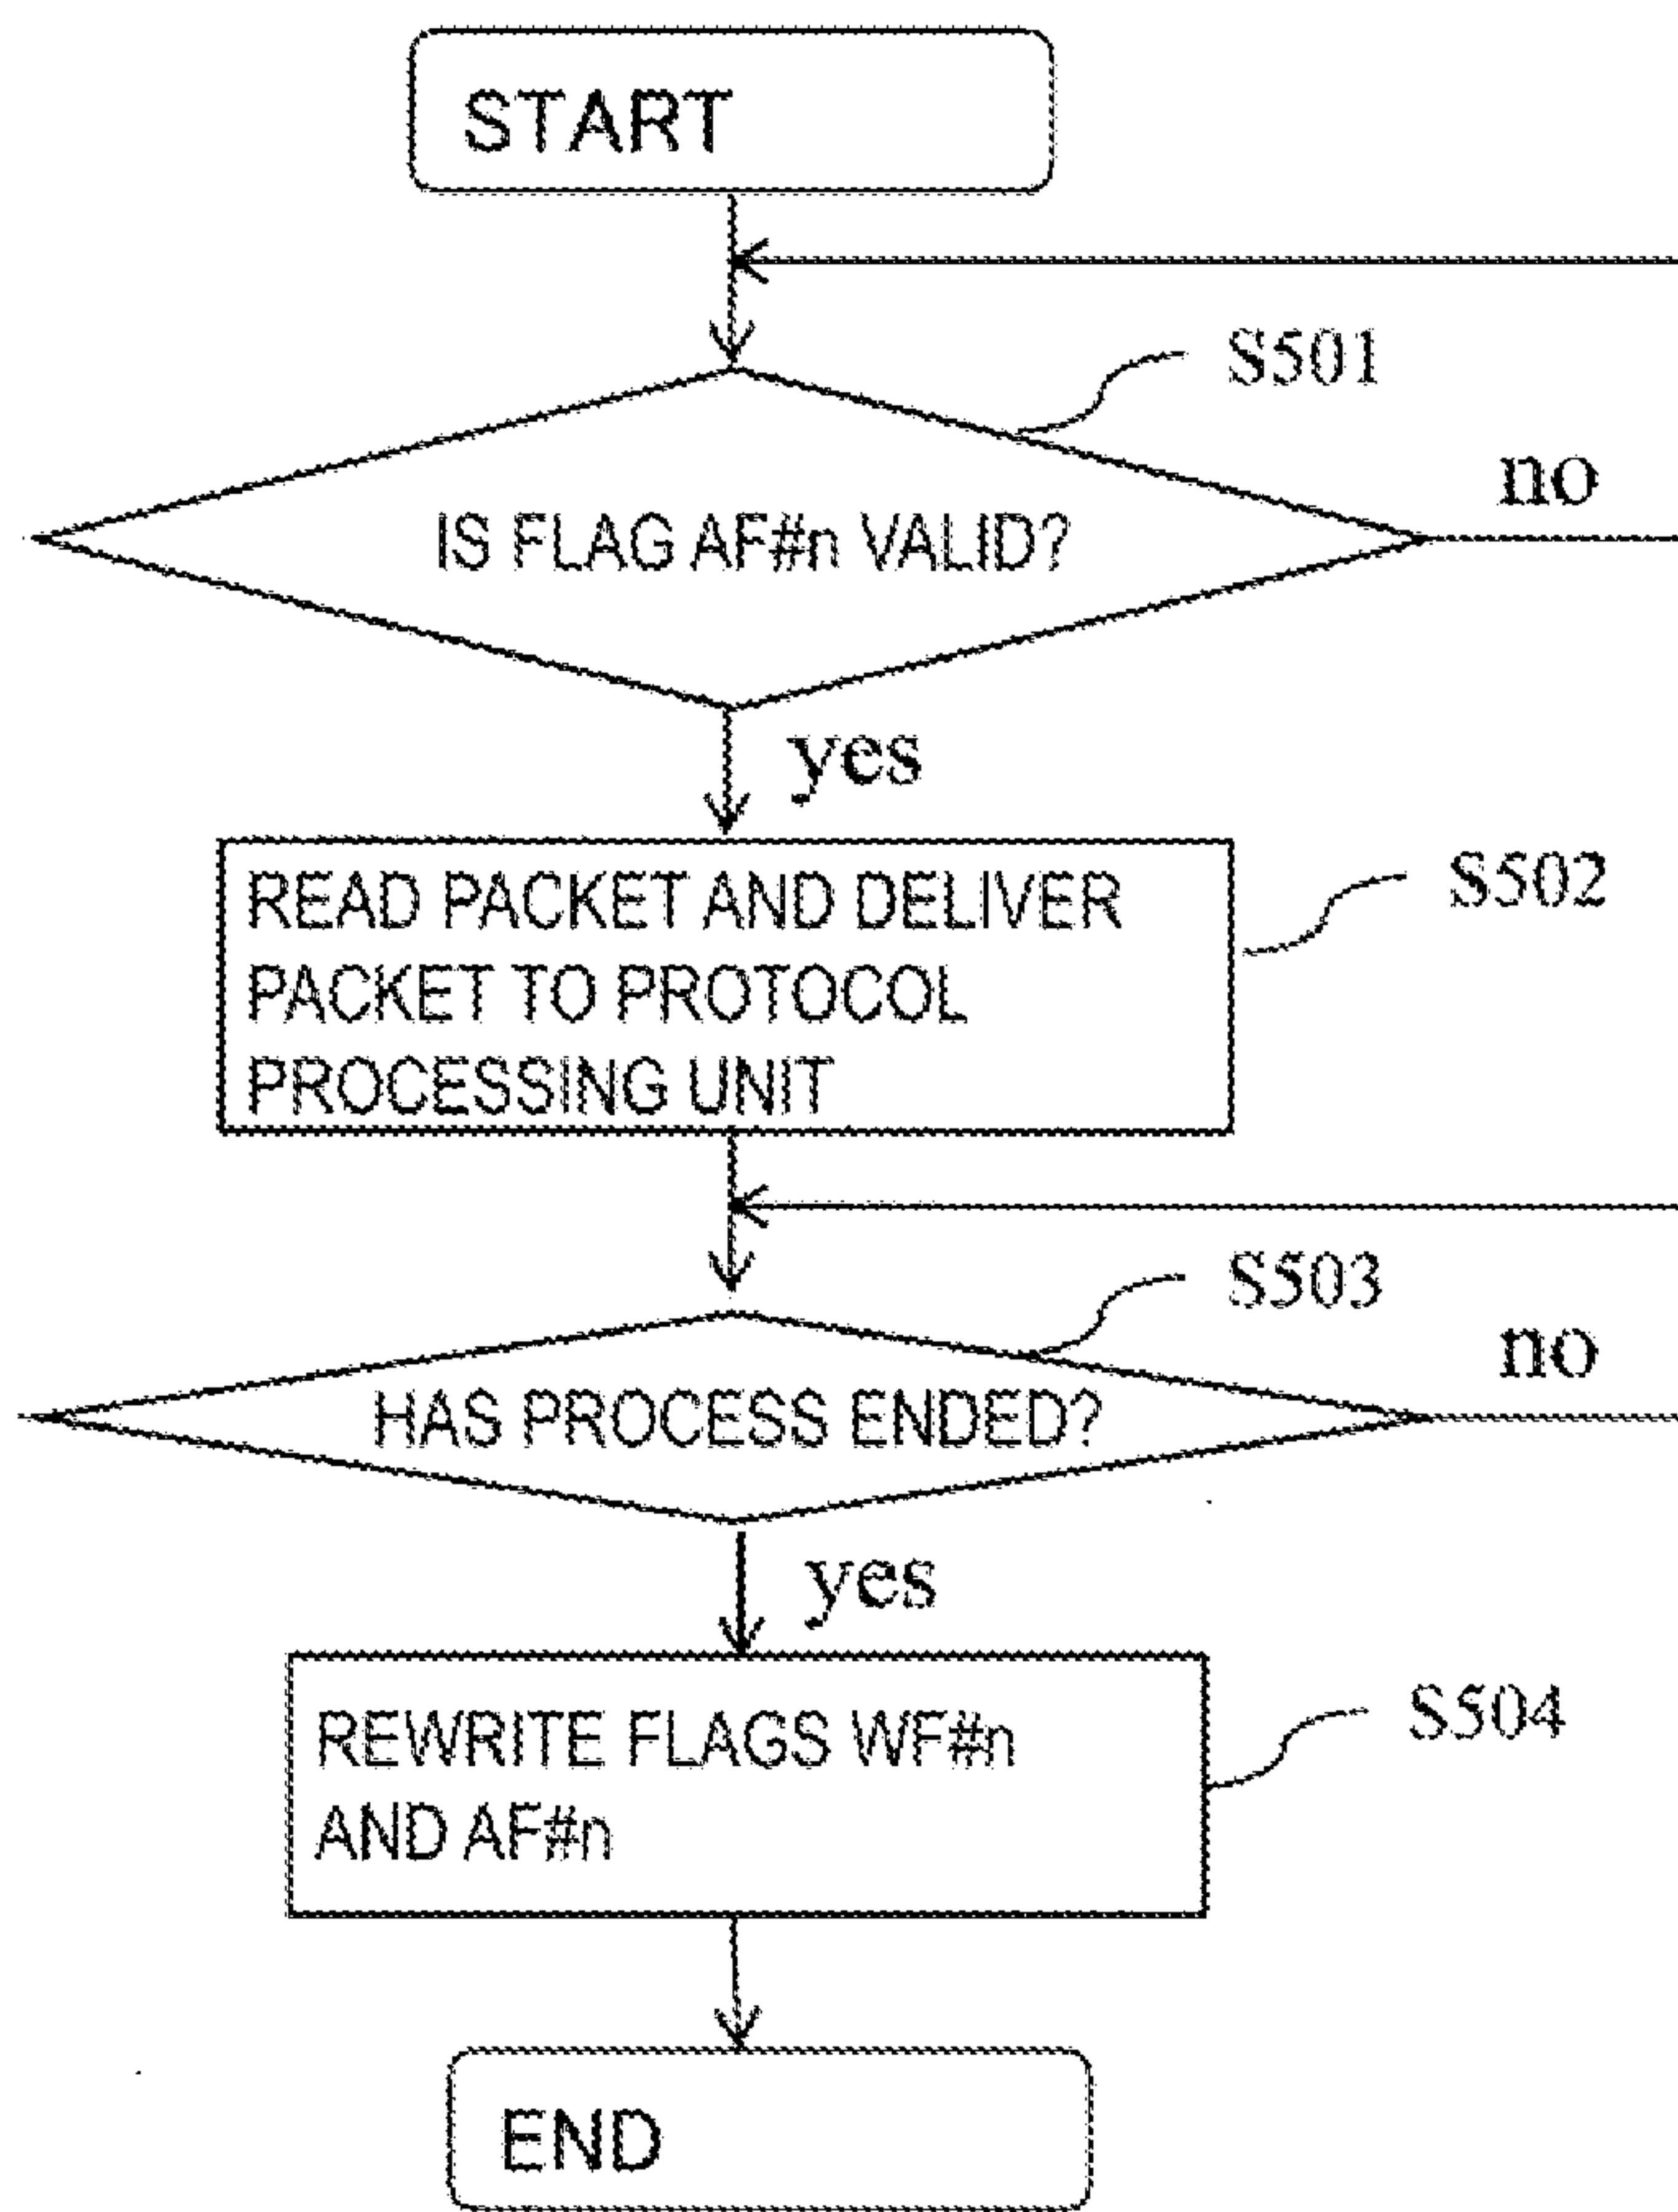 START
S501
no
IS FLAG AF#n VALID?
yes
READ PACKET AND DELIVER
PACKET TO PROTOCOL
PROCESSING UNIT
S502
S503
no
HAS PROCESS ENDED?
yes
REWRITE FLAGS WF#n
AND AF#n
S504
END